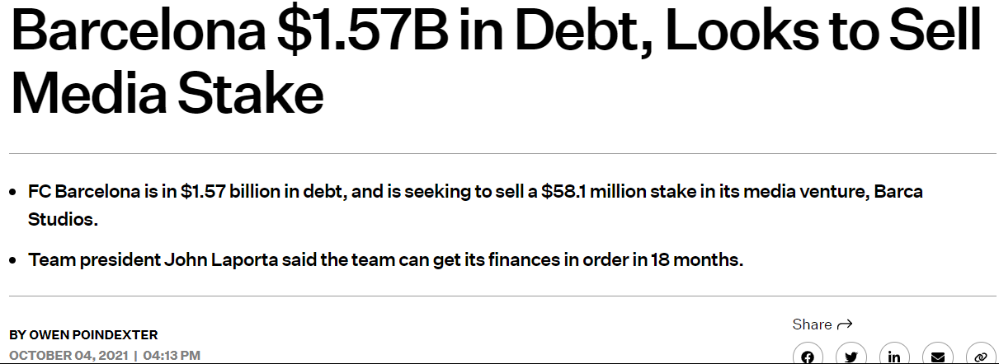 Barcelona $1.57B in Debt, Looks to Sell
Media Stake
• FC Barcelona is in $1.57 billion in debt, and is seeking to sell a $58.1 million stake in its media venture, Barca
Studios.
• Team president John Laporta said the team can get its finances in order in 18 months.
Share
BY OWEN POINDEXTER
OCTOBER 04, 2021 | 04:13 PM